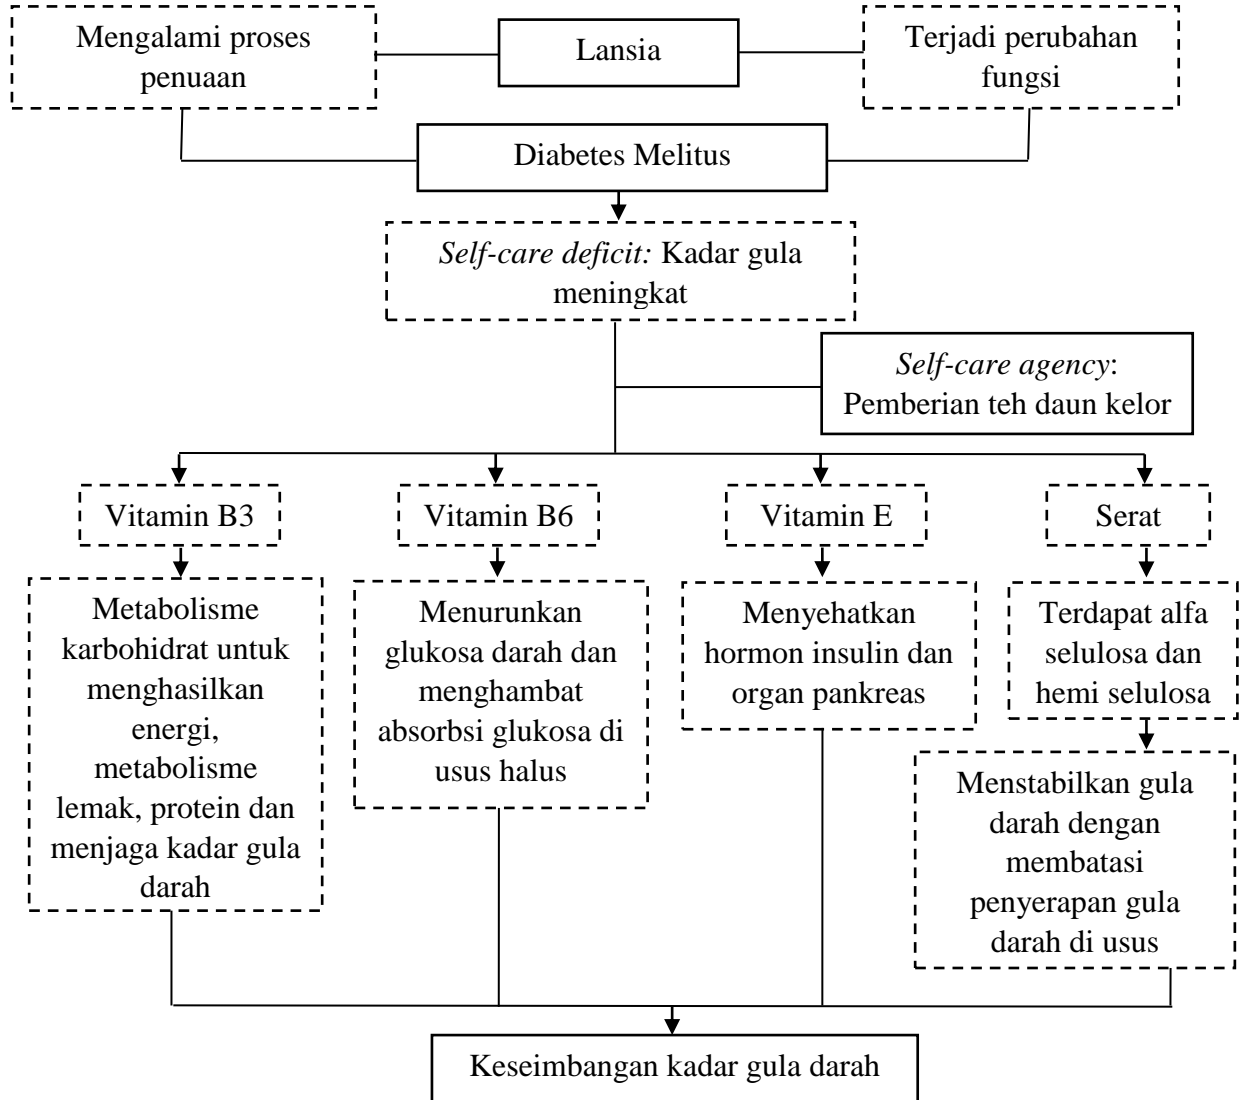 Mengalami proses
penuaan
Lansia
Terjadi perubahan
fungsi
Diabetes Melitus
Self-care deficit: Kadar gula
meningkat
Self-care agency:
Pemberian teh daun kelor
Vitamin B3
Vitamin B6
Vitamin E
Serat
Metabolisme
karbohidrat untuk
menghasilkan
energi,
metabolisme
lemak, protein dan
menjaga kadar gula
darah
Menurunkan
glukosa darah dan
menghambat
absorbsi glukosa di
usus halus
Menyehatkan
hormon insulin dan
organ pankreas
Terdapat alfa
selulosa dan
hemi selulosa
Menstabilkan gula
darah dengan
membatasi
penyerapan gula
darah di usus
Keseimbangan kadar gula darah